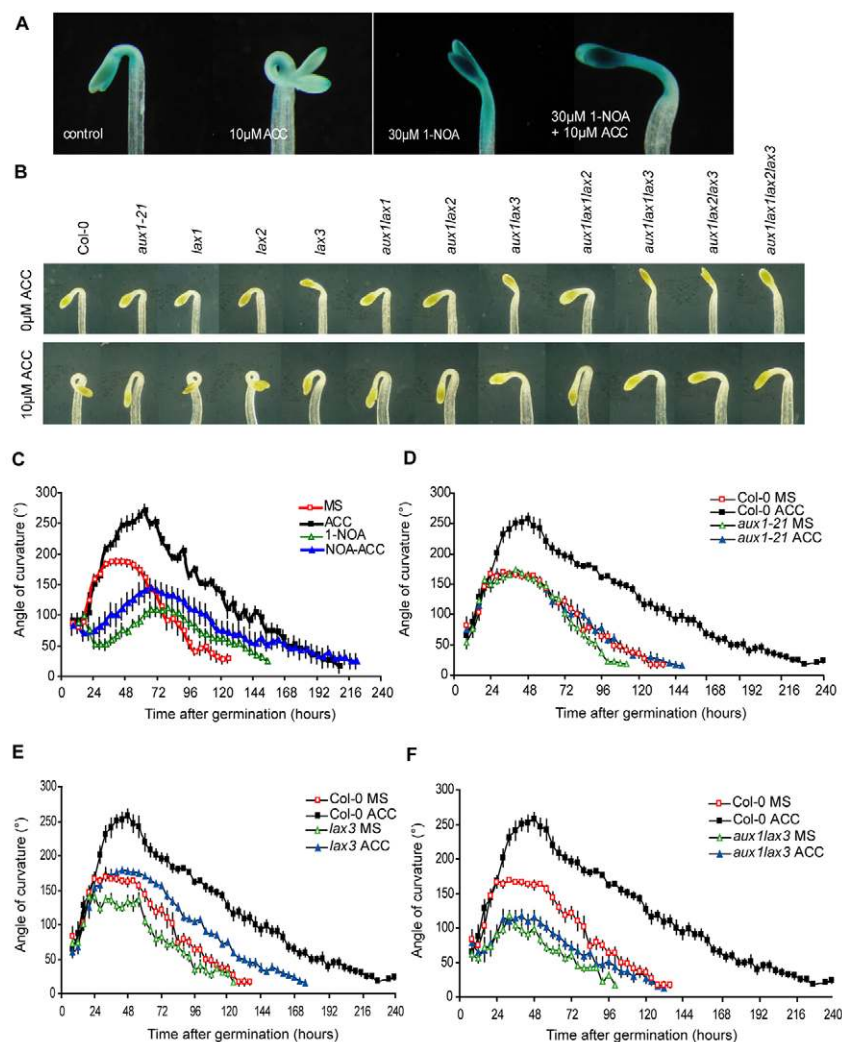 A
control
10µM ACC
30µM 1-NOA
30µM 1-NOA
+ 10µM ACC
B
Col-0
aux1-21
lax1
lax2
lax3
aux1lax1
aux1lax2
aux1lax3
aux1lax1lax2
aux1lax1lax3
aux1lax2lax3
aux1lax1lax2lax3
0µM ACC
10µM ACC
C
MS
ACC
1-NOA
NOA-ACC
Angle of curvature (°)
300
250
200
150
100
50
0
0 24 48 72 96 120 144 168 192 216 240
Time after germination (hours)
D
Col-0 MS
Col-0 ACC
aux1-21 MS
aux1-21 ACC
Angle of curvature (°)
300
250
200
150
100
50
0
0 24 48 72 96 120 144 168 192 216 240
Time after germination (hours)
E
Col-0 MS
Col-0 ACC
lax3 MS
lax3 ACC
Angle of curvature (°)
300
250
200
150
100
50
0
0 24 48 72 96 120 144 168 192 216 240
Time after germination (hours)
F
Col-0 MS
Col-0 ACC
aux1lax3 MS
aux1lax3 ACC
Angle of curvature (°)
300
250
200
150
100
50
0
0 24 48 72 96 120 144 168 192 216 240
Time after germination (hours)